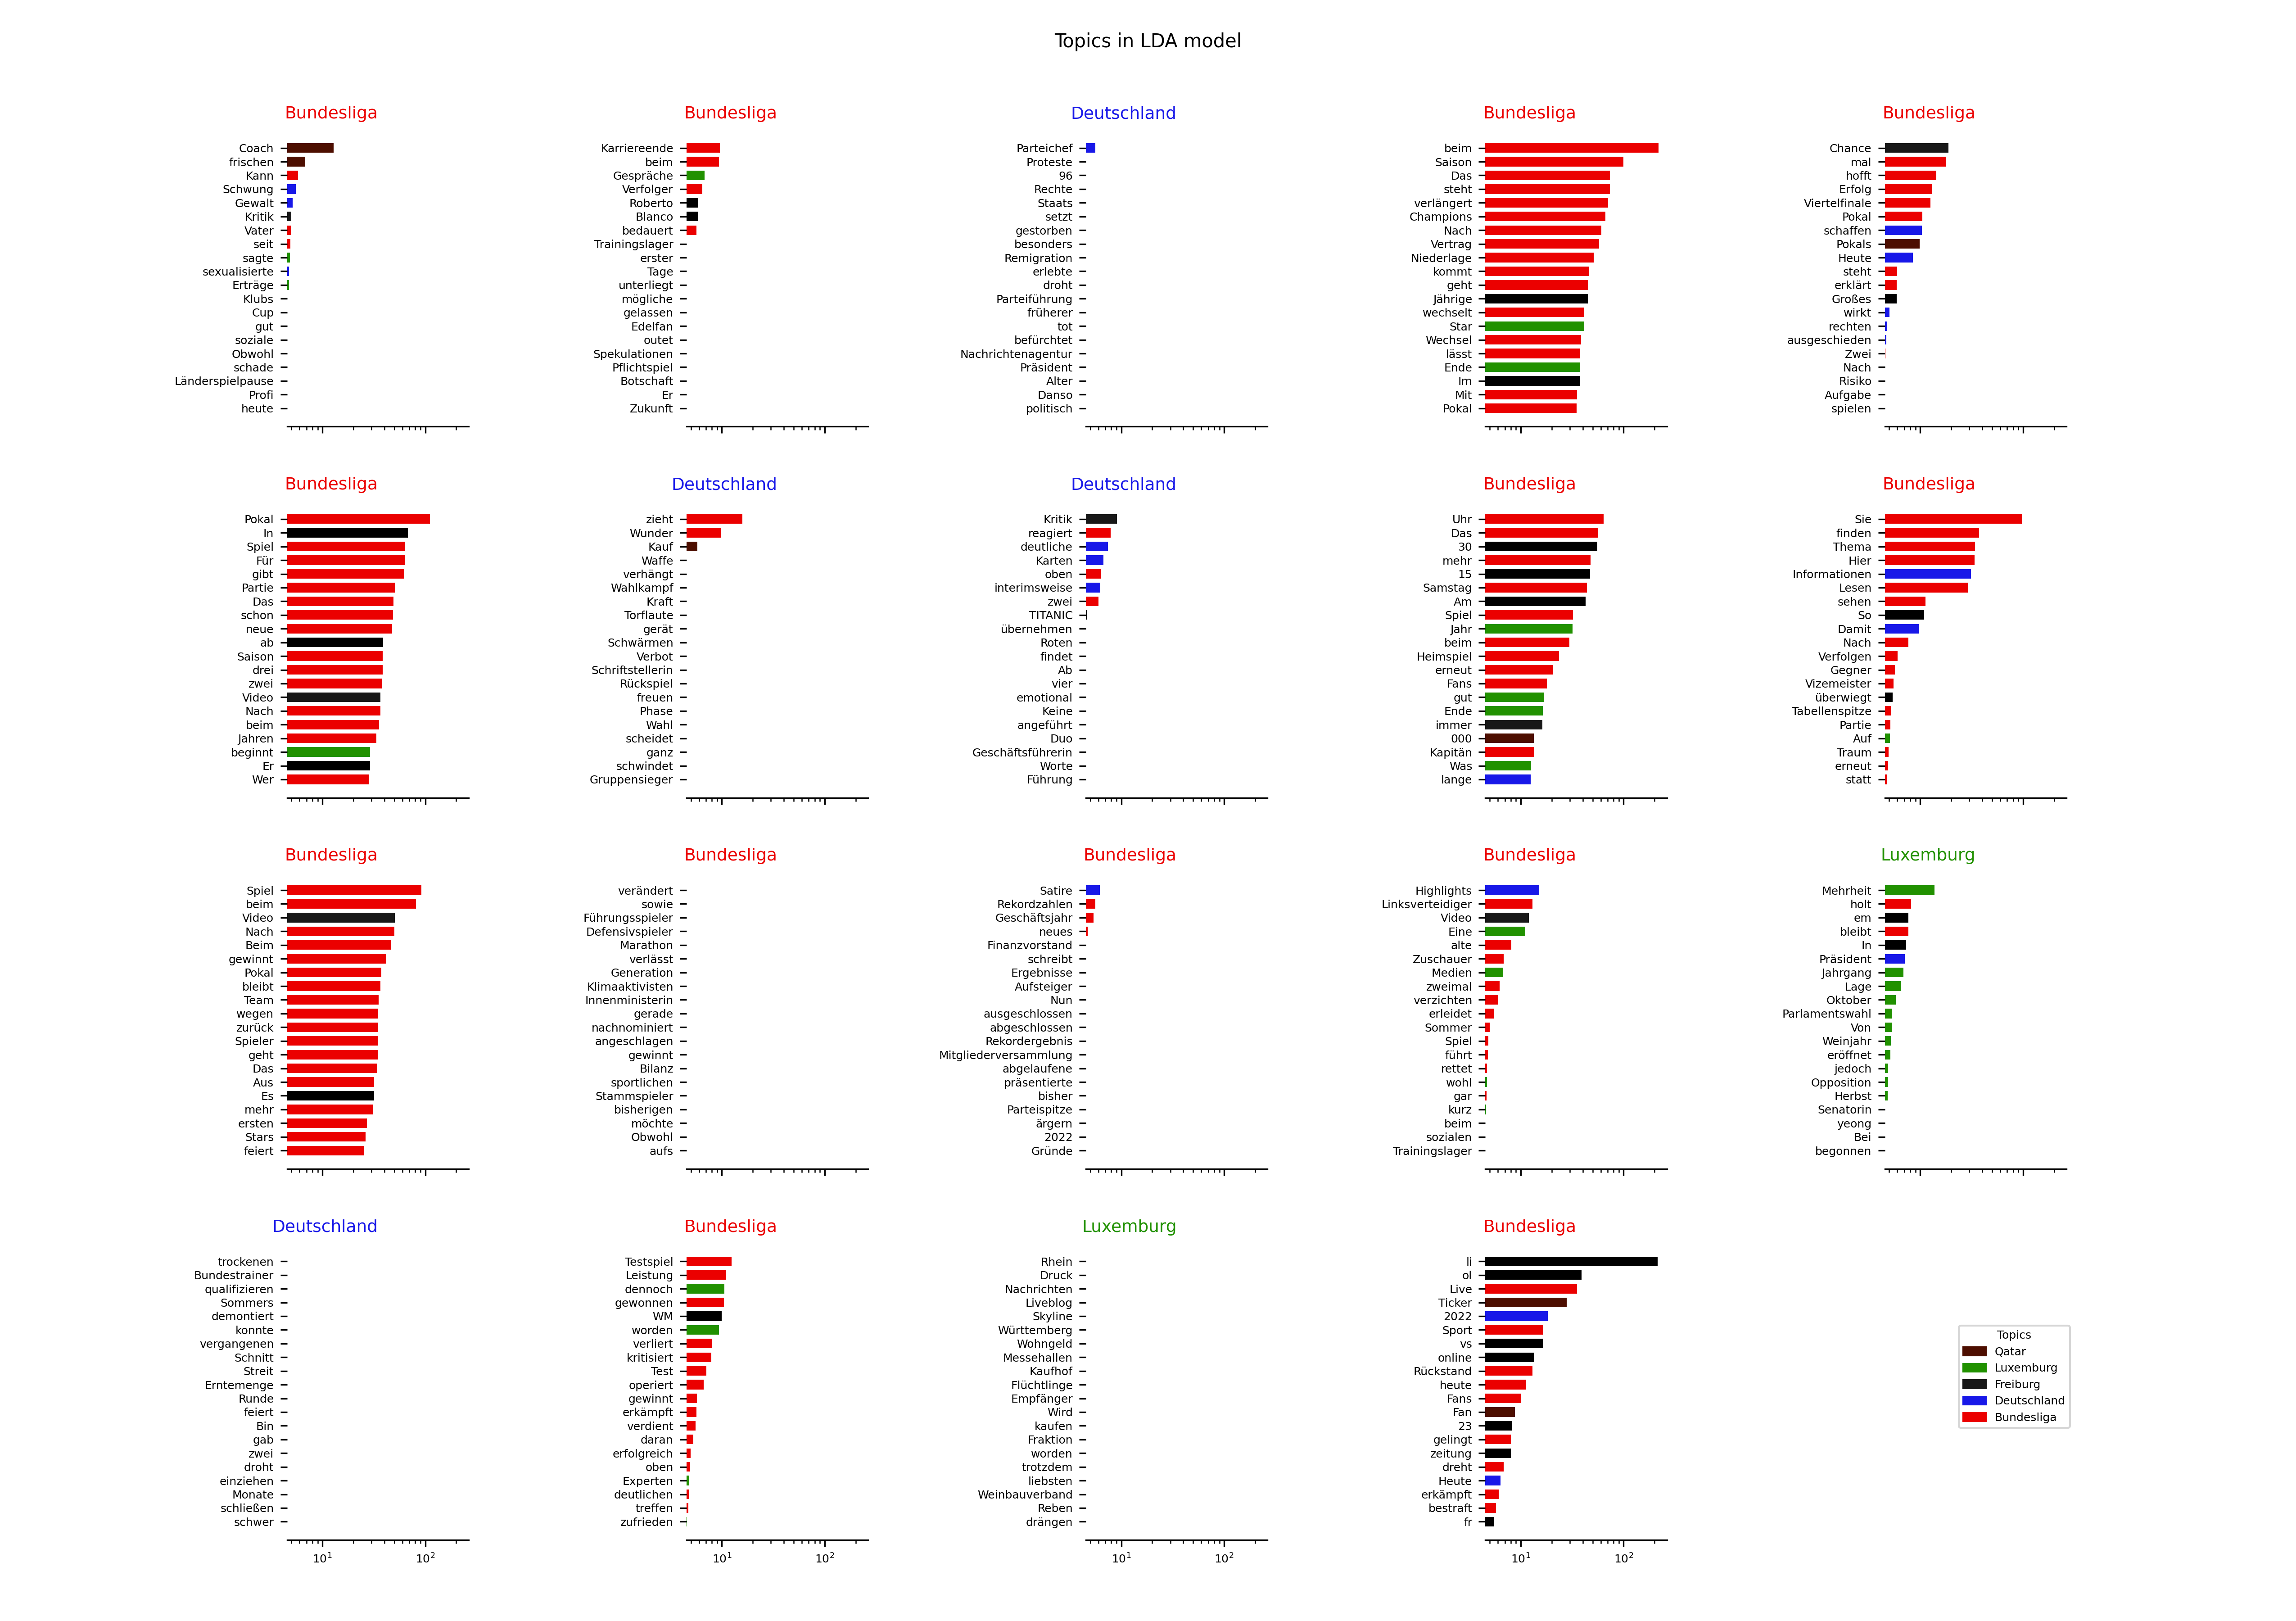 Topics in LDA model
Bundesliga
Coach
frischen
Kann
Schwung
Gewalt
Kritik
Vater
seit
sagte
sexualisierte
Erträge
Klubs
Cup
gut
soziale
Obwohl
schade
Länderspielpause
Profi
heute
Bundesliga
Karriereende
beim
Gespräche
Verfolger
Roberto
Blanco
bedauert
Trainingslager
erster
Tage
unterliegt
mögliche
gelassen
Edelfan
outet
Spekulationen
Pflichtspiel
Botschaft
Er
Zukunft
Deutschland
Parteichef
Proteste
96
Rechte
Staats
setzt
gestorben
besonders
Remigration
erlebte
droht
Parteiführung
früherer
tot
befürchtet
Nachrichtenagentur
Präsident
Alter
Danso
politisch
Bundesliga
beim
Saison
Das
steht
verlängert
Champions
Nach
Vertrag
Niederlage
kommt
geht
Jährige
wechselt
Star
Wechsel
lässt
Ende
Im
Mit
Pokal
Bundesliga
Chance
mal
hofft
Erfolg
Viertelfinale
Pokal
schaffen
Pokals
Heute
steht
erklärt
Großes
wirkt
rechten
ausgeschieden
Zwei
Nach
Risiko
Aufgabe
spielen
Bundesliga
Pokal
In
Spiel
Für
gibt
Partie
Das
schon
neue
ab
Saison
drei
zwei
Video
Nach
beim
Jahren
beginnt
Er
Wer
Deutschland
zieht
Wunder
Kauf
Waffe
verhängt
Wahlkampf
Kraft
Torflaute
gerät
Schwärmen
Verbot
Schriftstellerin
Rückspiel
freuen
Phase
Wahl
scheidet
ganz
schwindet
Gruppensieger
Deutschland
Kritik
reagiert
deutliche
Karten
oben
interimsweise
zwei
TITANIC
übernehmen
Roten
findet
Ab
vier
emotional
Keine
angeführt
Duo
Geschäftsführerin
Worte
Führung
Bundesliga
Uhr
Das
30
mehr
15
Samstag
Am
Spiel
Jahr
beim
Heimspiel
erneut
Fans
gut
Ende
immer
000
Kapitän
Was
lange
Bundesliga
Sie
finden
Thema
Hier
Informationen
Lesen
sehen
So
Damit
Nach
Verfolgen
Gegner
Vizemeister
überwiegt
Tabellenspitze
Partie
Auf
Traum
erneut
statt
Bundesliga
Spiel
beim
Video
Nach
Beim
gewinnt
Pokal
bleibt
Team
wegen
zurück
Spieler
geht
Das
Aus
Es
mehr
ersten
Stars
feiert
Bundesliga
verändert
sowie
Führungsspieler
Defensivspieler
Marathon
verlässt
Generation
Klimaaktivisten
Innenministerin
gerade
nachnominiert
angeschlagen
gewinnt
Bilanz
sportlichen
Stammspieler
bisherigen
möchte
Obwohl
aufs
Bundesliga
Satire
Rekordzahlen
Geschäftsjahr
neues
Finanzvorstand
schreibt
Ergebnisse
Aufsteiger
Nun
ausgeschlossen
abgeschlossen
Rekordergebnis
Mitgliederversammlung
abgelaufene
präsentierte
bisher
Parteispitze
ärgern
2022
Gründe
Bundesliga
Highlights
Linksverteidiger
Video
Eine
alte
Zuschauer
Medien
zweimal
verzichten
erleidet
Sommer
Spiel
führt
rettet
wohl
gar
kurz
beim
sozialen
Trainingslager
Luxemburg
Mehrheit
holt
em
bleibt
In
Präsident
Jahrgang
Lage
Oktober
Parlamentswahl
Von
Weinjahr
eröffnet
jedoch
Opposition
Herbst
Senatorin
yeong
Bei
begonnen
Deutschland
trockenen
Bundestrainer
qualifizieren
Sommers
demontiert
konnte
vergangenen
Schnitt
Streit
Erntemenge
Runde
feiert
Bin
gab
zwei
droht
einziehen
Monate
schließen
schwer
10¹ 10²
Bundesliga
Testspiel
Leistung
dennoch
gewonnen
WM
worden
verliert
kritisiert
Test
operiert
gewinnt
erkämpft
verdient
daran
erfolgreich
oben
Experten
deutlichen
treffen
zufrieden
10¹ 10²
Luxemburg
Rhein
Druck
Nachrichten
Liveblog
Skyline
Württemberg
Wohngeld
Messehallen
Kaufhof
Flüchtlinge
Empfänger
Wird
kaufen
Fraktion
worden
trotzdem
liebsten
Weinbauverband
Reben
drängen
10¹ 10²
Bundesliga
li
ol
Live
Ticker
2022
Sport
vs
online
Rückstand
heute
Fans
Fan
23
gelingt
zeitung
dreht
Heute
erkämpft
bestraft
fr
10¹ 10²
Topics
Qatar
Luxemburg
Freiburg
Deutschland
Bundesliga